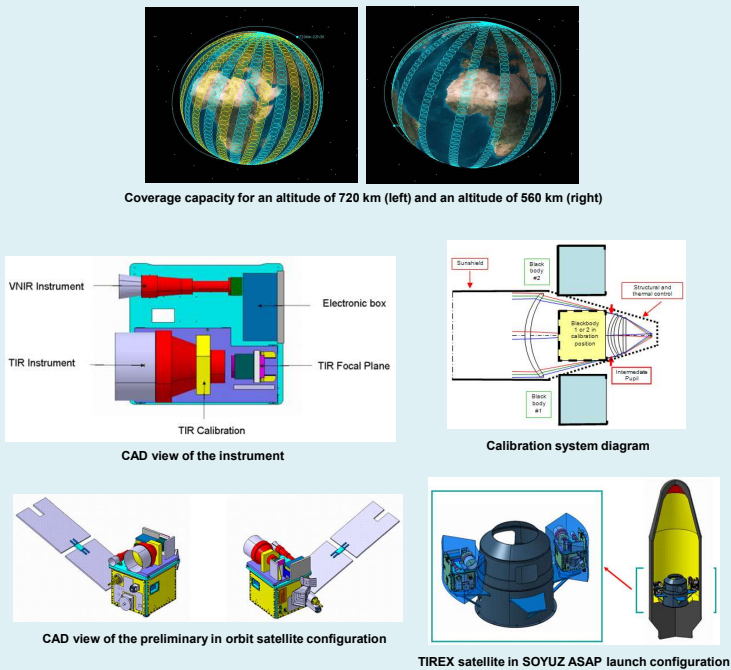 Coverage capacity for an altitude of 720 km (left) and an altitude of 560 km (right)
VNIR Instrument
Electronic box
TIR Instrument
TIR Focal Plane
TIR Calibration
CAD view of the instrument
Sunshield
Black
body
#2
Structural and
thermal control
Blackbody
1 or 2 in
calibration
position
Intermediate
Pupil
Black
body
#1
Calibration system diagram
CAD view of the preliminary in orbit satellite configuration
TIREX satellite in SOYUZ ASAP launch configuration